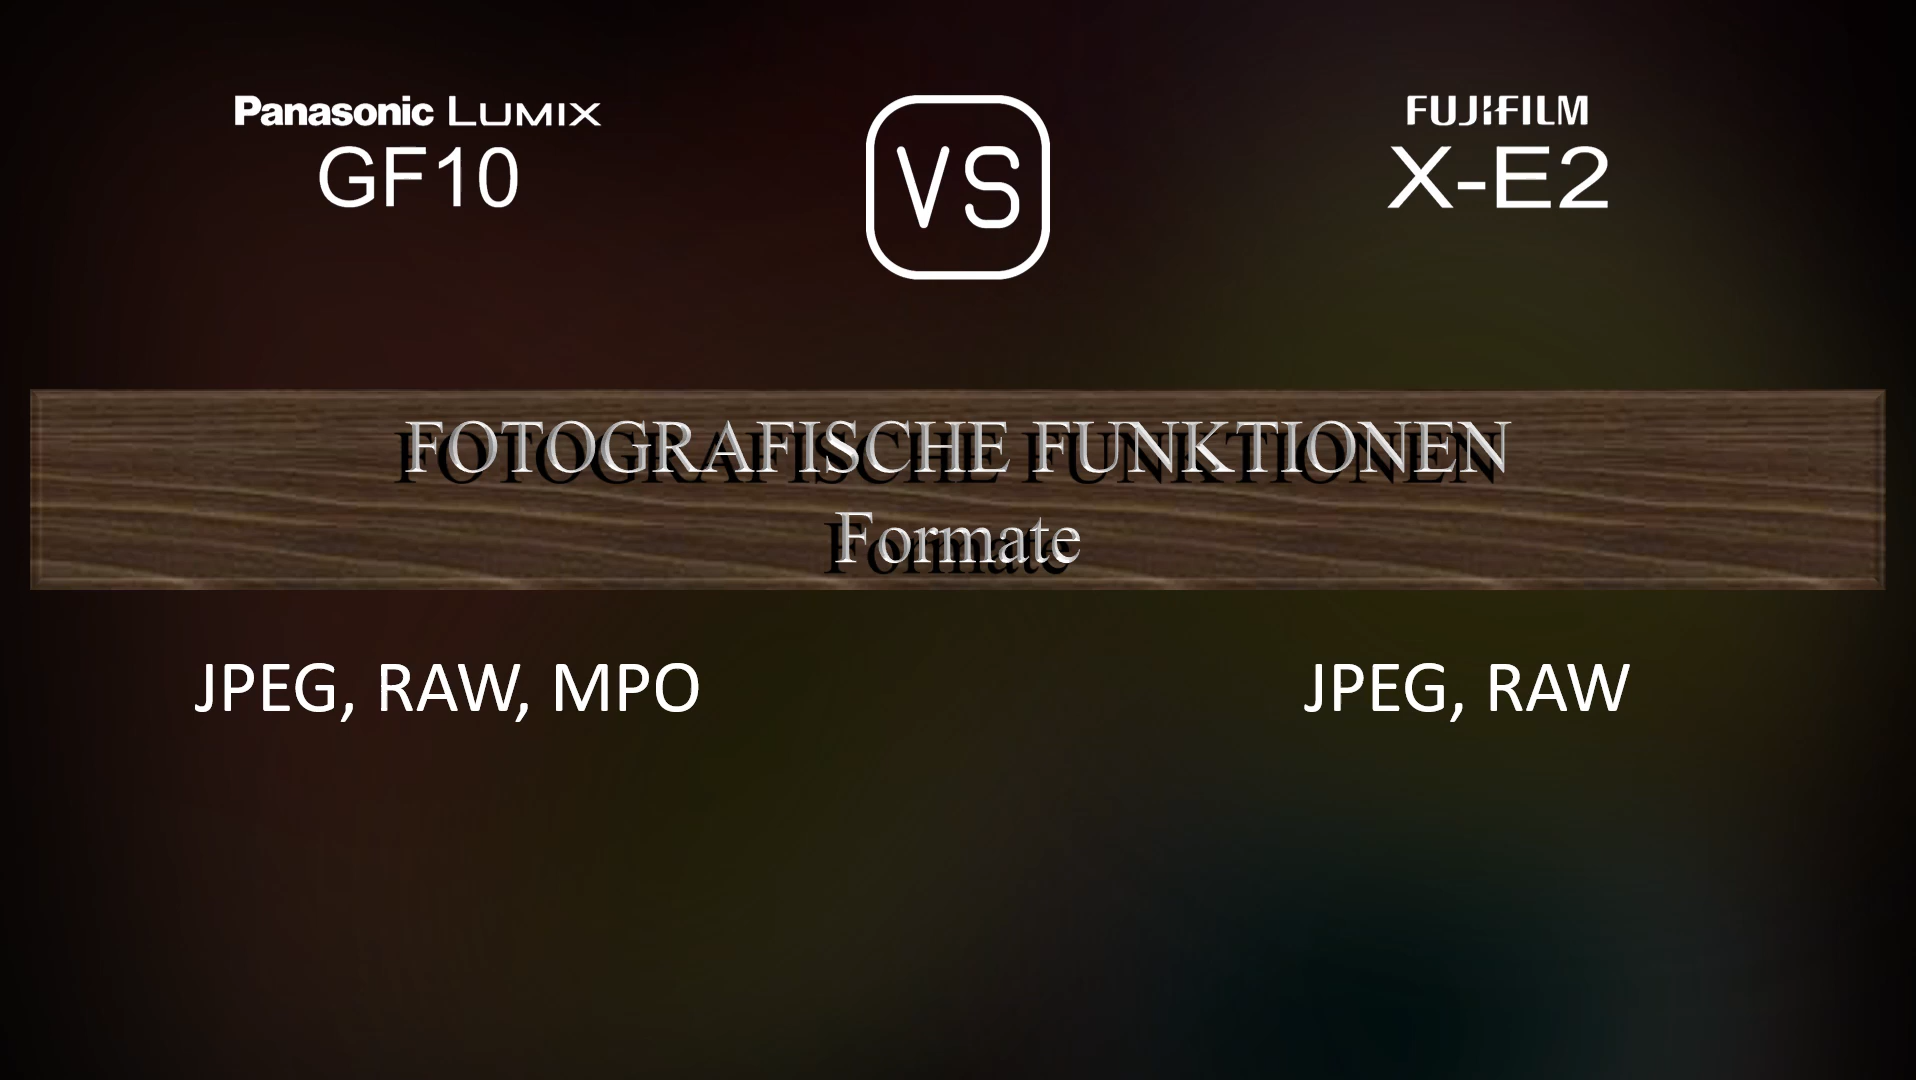 Panasonic LUMIX
GF10
VS
FUJIFILM
X-E2
FOTOGRAFISCHE FUNKTIONEN
Formate
JPEG, RAW, MPO
JPEG, RAW